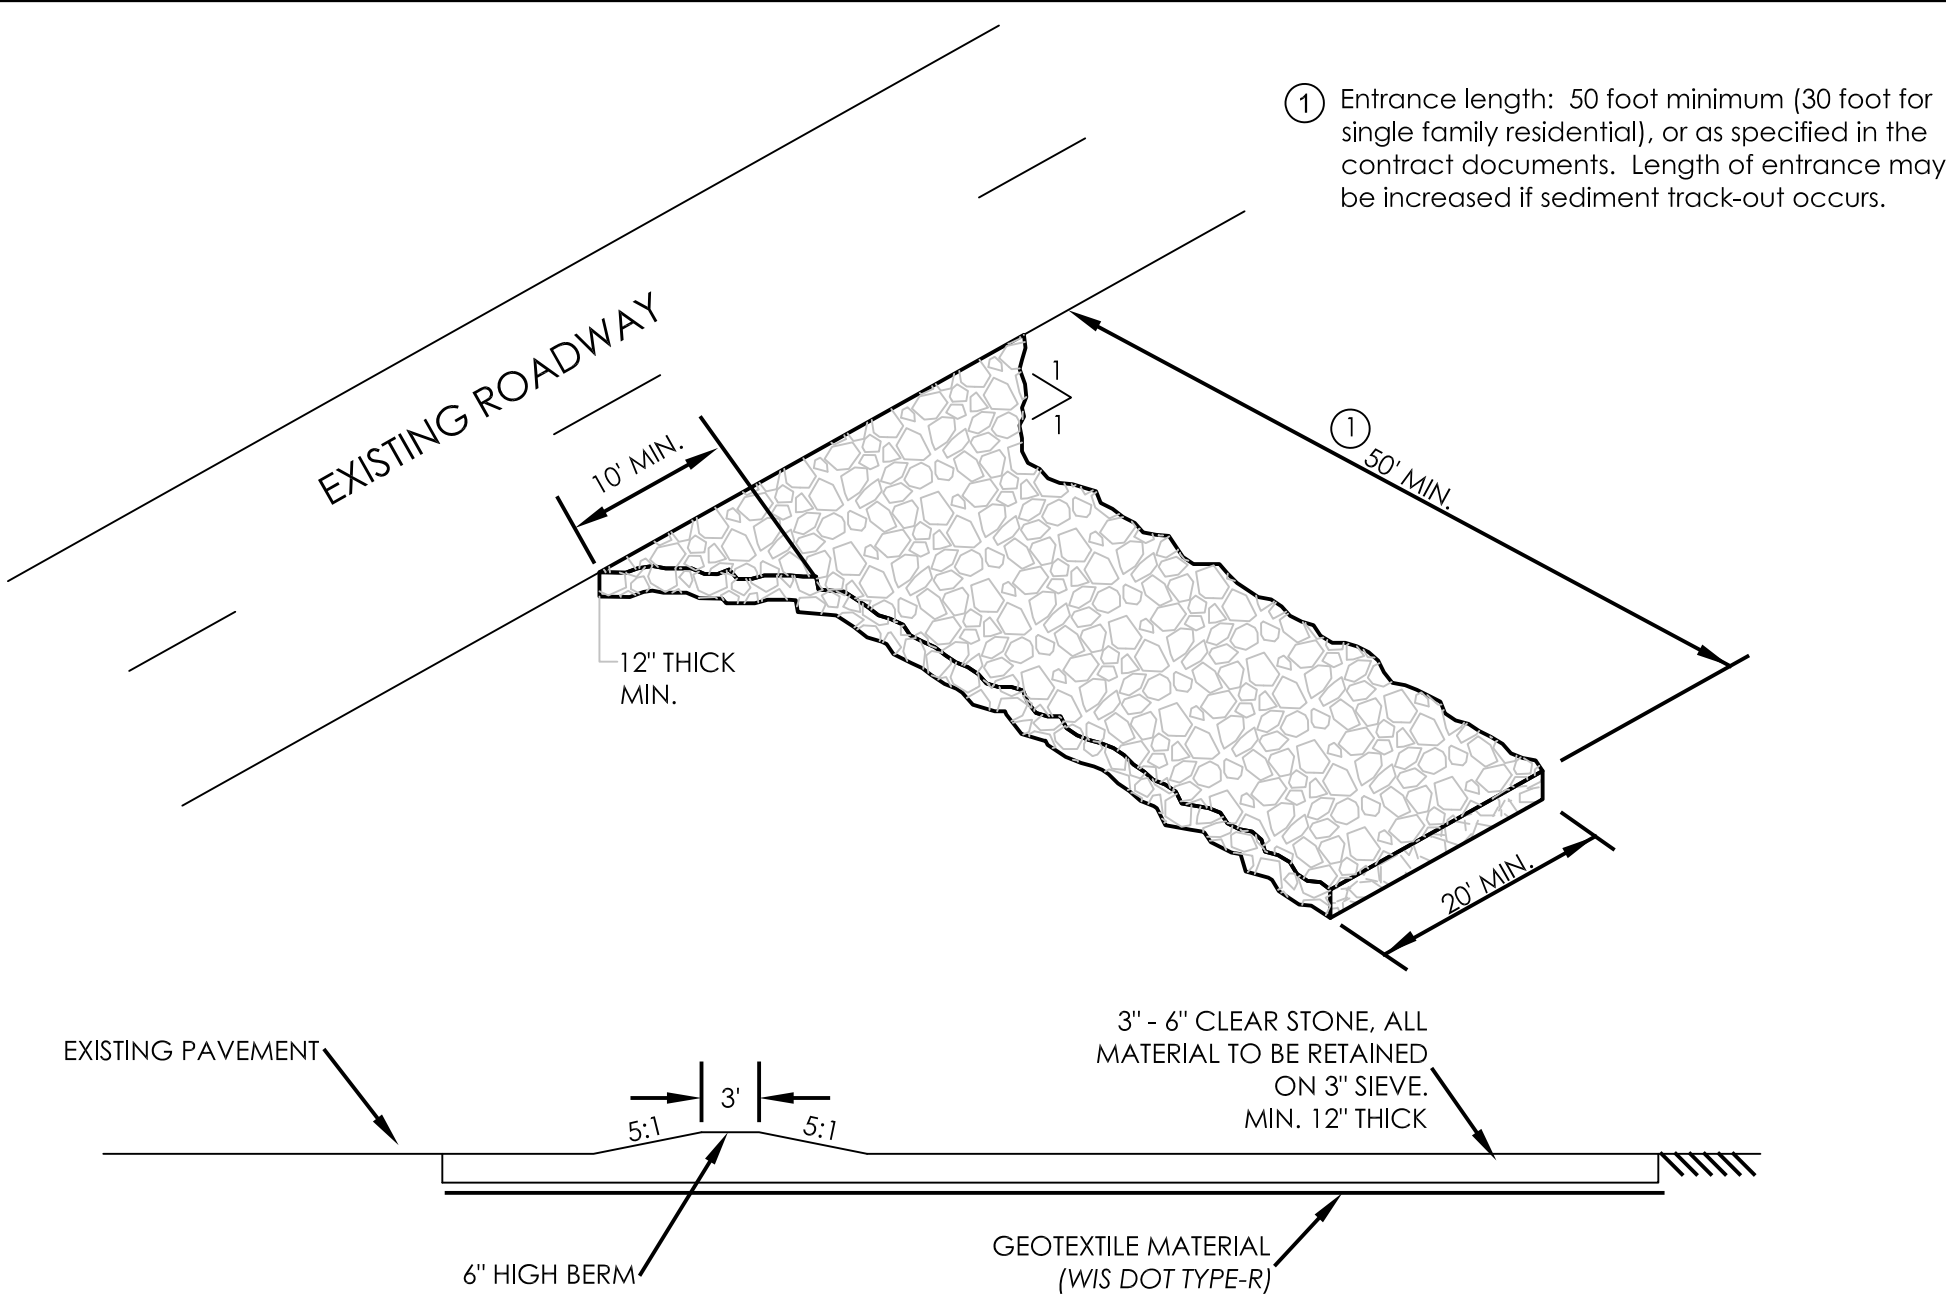 1 Entrance length: 50 foot minimum (30 foot for
single family residential), or as specified in the
contract documents. Length of entrance may
be increased if sediment track-out occurs.
EXISTING ROADWAY
1
1
1
50' MIN.
10' MIN.
12" THICK
MIN.
20' MIN.
3" - 6" CLEAR STONE, ALL
MATERIAL TO BE RETAINED
ON 3" SIEVE.
MIN. 12" THICK
EXISTING PAVEMENT
3'
5:1
5:1
6" HIGH BERM
GEOTEXTILE MATERIAL
(WIS DOT TYPE-R)